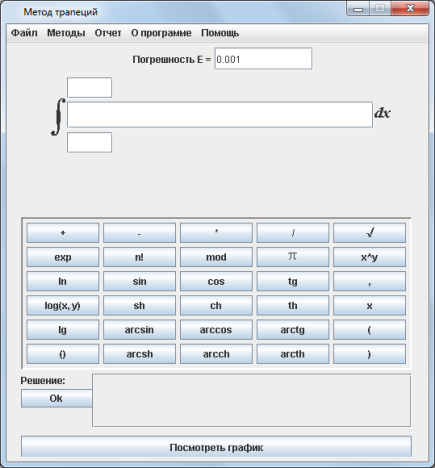 Метод трапеций
Файл Методы Отчет О программе Помощь
Погрешность E = 0.001
∫ dx
+ - * / √
exp n! mod π x^y
ln sin cos tg ,
log(x, y) sh ch th x
lg arcsin arccos arctg (
() arcsh arcch arcth )
Решение:
Ok
Посмотреть график